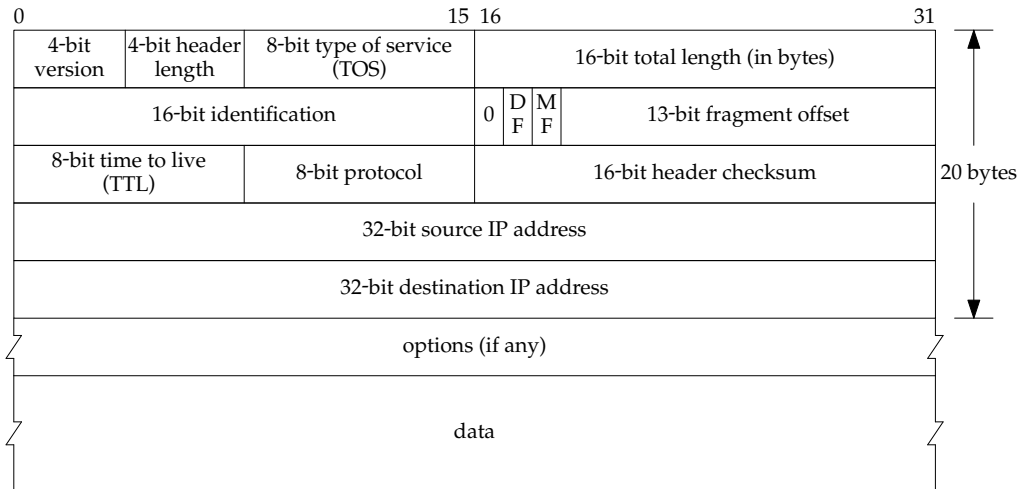 0 15 16 31
4-bit version
4-bit header length
8-bit type of service (TOS)
16-bit total length (in bytes)
16-bit identification
0
DF
MF
13-bit fragment offset
8-bit time to live (TTL)
8-bit protocol
16-bit header checksum
20 bytes
32-bit source IP address
32-bit destination IP address
options (if any)
data